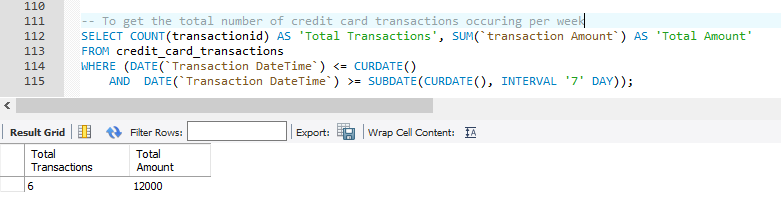 110
111 -- To get the total number of credit card transactions occuring per week
112 SELECT COUNT(transactionid) AS 'Total Transactions', SUM(`transaction Amount`) AS 'Total Amount'
113 FROM credit_card_transactions
114 WHERE (DATE(`Transaction DateTime`) <= CURDATE()
115 AND DATE(`Transaction DateTime`) >= SUBDATE(CURDATE(), INTERVAL '7' DAY));
Result Grid Filter Rows: Export: Wrap Cell Content: IA
Total Total
Transactions Amount
6 12000